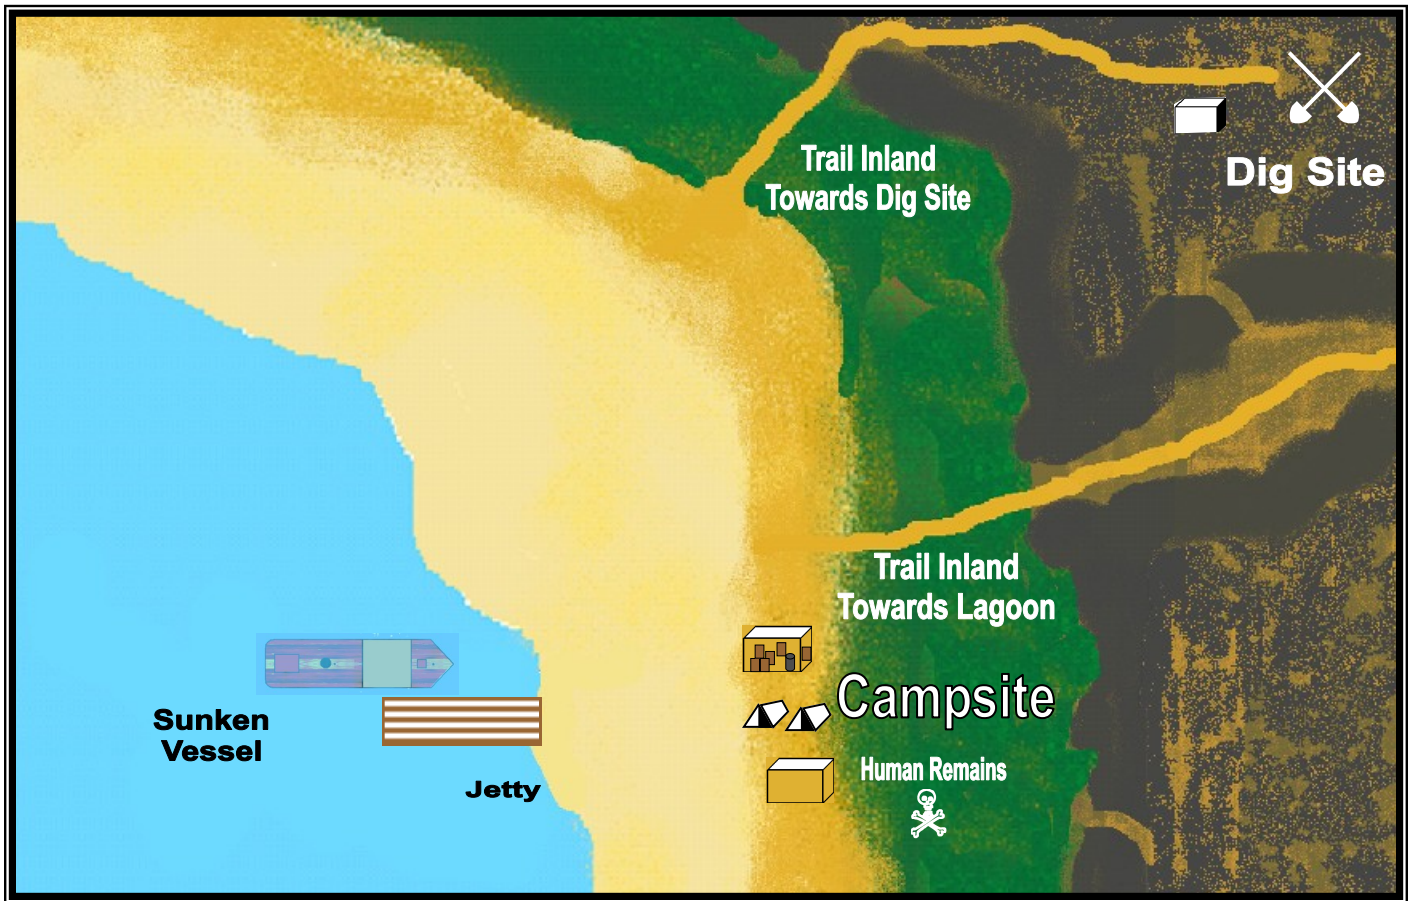 Trail Inland
Towards Dig Site
Dig Site
Trail Inland
Towards Lagoon
Campsite
Sunken
Vessel
Human Remains
Jetty